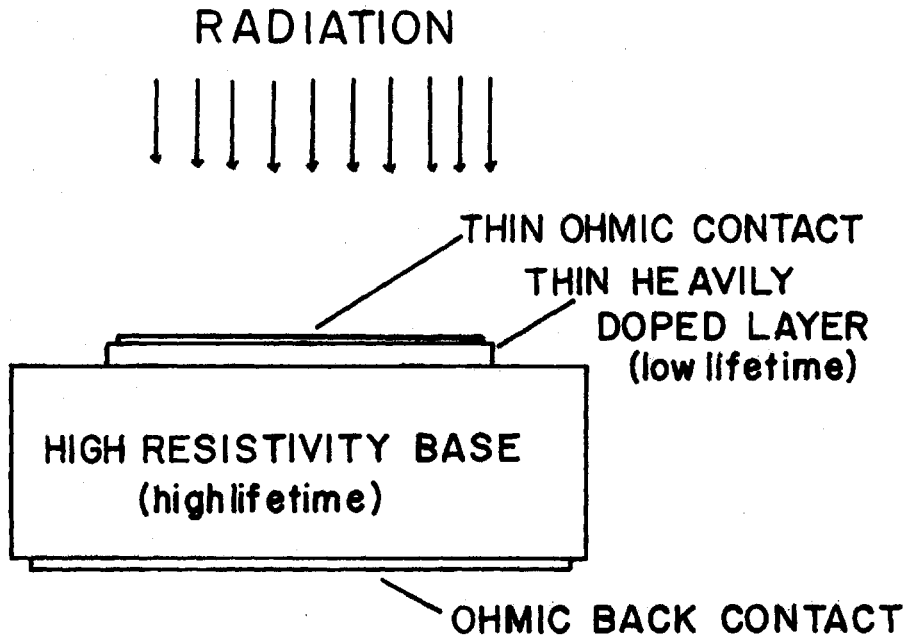 RADIATION
THIN OHMIC CONTACT
THIN HEAVILY
DOPED LAYER
(low lifetime)
HIGH RESISTIVITY BASE
(high lifetime)
OHMIC BACK CONTACT